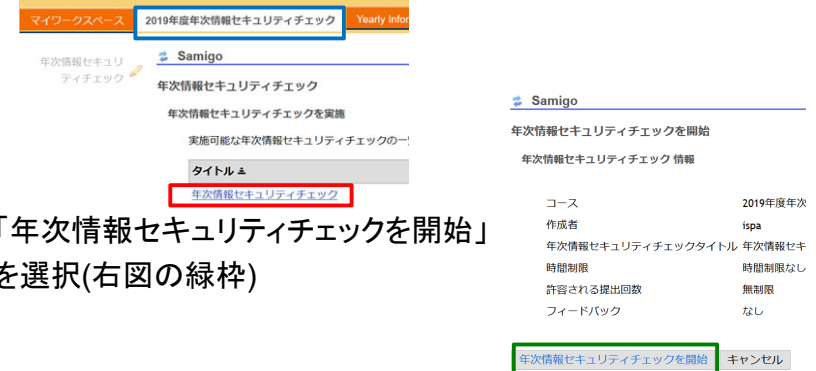 マイワークスペース 2019年度年次情報セキュリティチェック Yearly Infor
年次情報セキュリ
ティチェック
Samigo
年次情報セキュリティチェック
年次情報セキュリティチェックを実施
実施可能な年次情報セキュリティチェックの一
タイトル
年次情報セキュリティチェック
「年次情報セキュリティチェックを開始」
を選択(右図の緑枠)
Samigo
年次情報セキュリティチェックを開始
年次情報セキュリティチェック 情報
コース 2019年度年次
作成者 ispa
年次情報セキュリティチェックタイトル 年次情報セキ
時間制限 時間制限なし
許容される提出回数 無制限
フィードバック なし
年次情報セキュリティチェックを開始 キャンセル